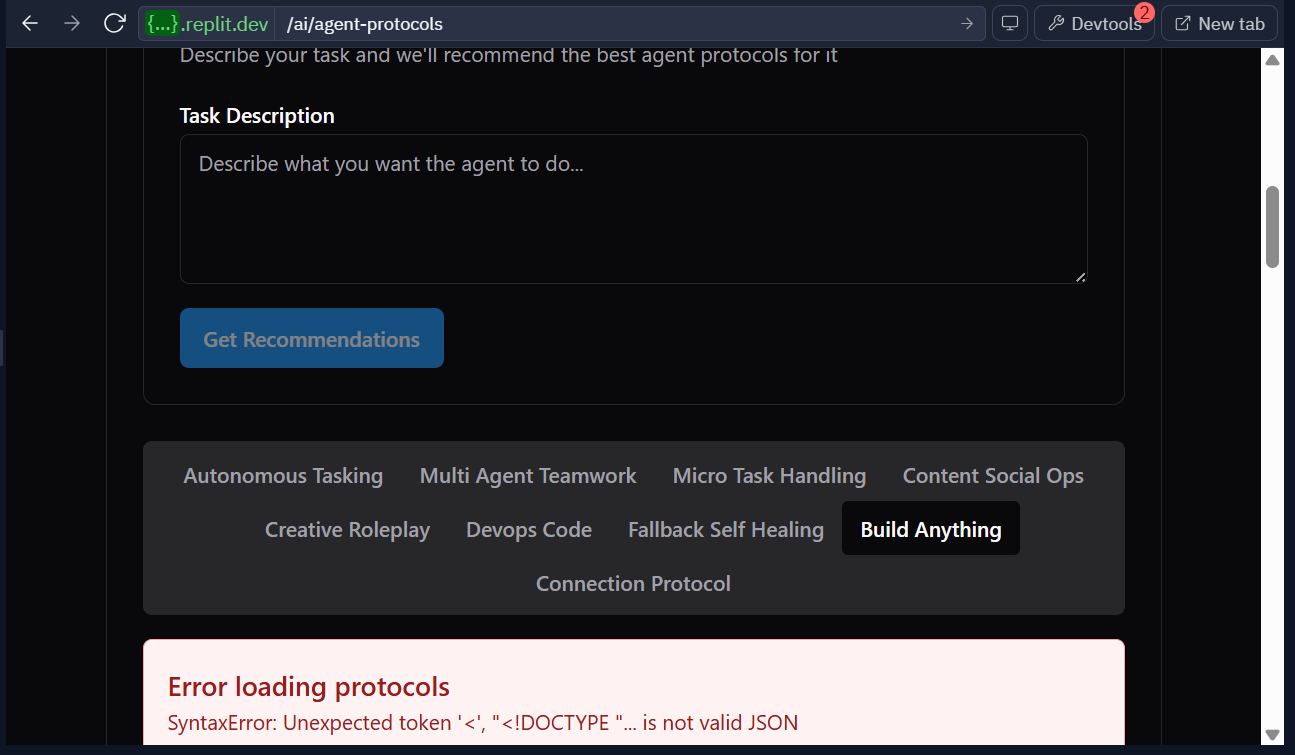 {...}.replit.dev /ai/agent-protocols Devtools 2 New tab
Describe your task and we'll recommend the best agent protocols for it
Task Description
Describe what you want the agent to do...
Get Recommendations
Autonomous Tasking Multi Agent Teamwork Micro Task Handling Content Social Ops
Creative Roleplay Devops Code Fallback Self Healing Build Anything
Connection Protocol
Error loading protocols
SyntaxError: Unexpected token '<', "<!DOCTYPE "... is not valid JSON